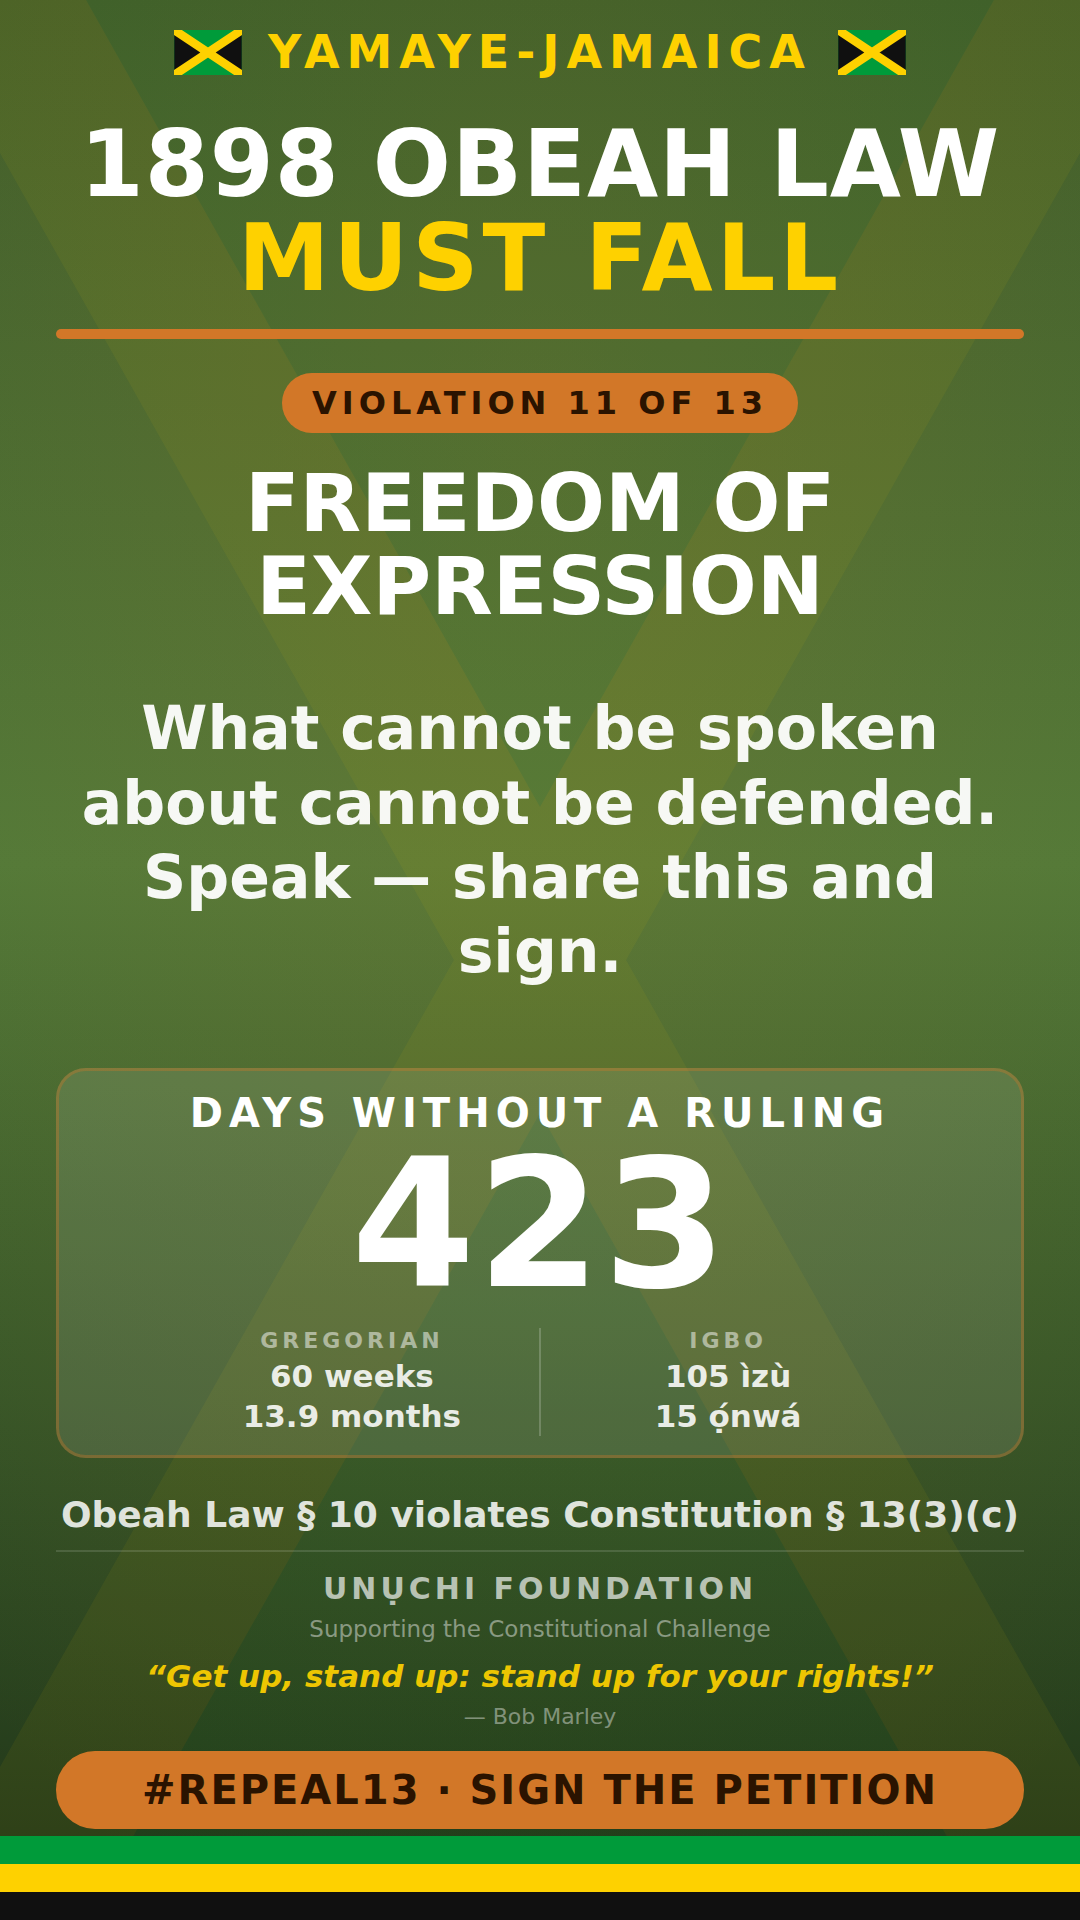 YAMAYE-JAMAICA
1898 OBEAH LAW
MUST FALL
VIOLATION 11 OF 13
FREEDOM OF
EXPRESSION
What cannot be spoken
about cannot be defended.
Speak — share this and
sign.
DAYS WITHOUT A RULING
423
GREGORIAN
60 weeks
13.9 months
IGBO
105 ìzù
15 ọ́nwá
Obeah Law § 10 violates Constitution § 13(3)(c)
UNỤCHI FOUNDATION
Supporting the Constitutional Challenge
“Get up, stand up: stand up for your rights!”
— Bob Marley
#REPEAL13 · SIGN THE PETITION